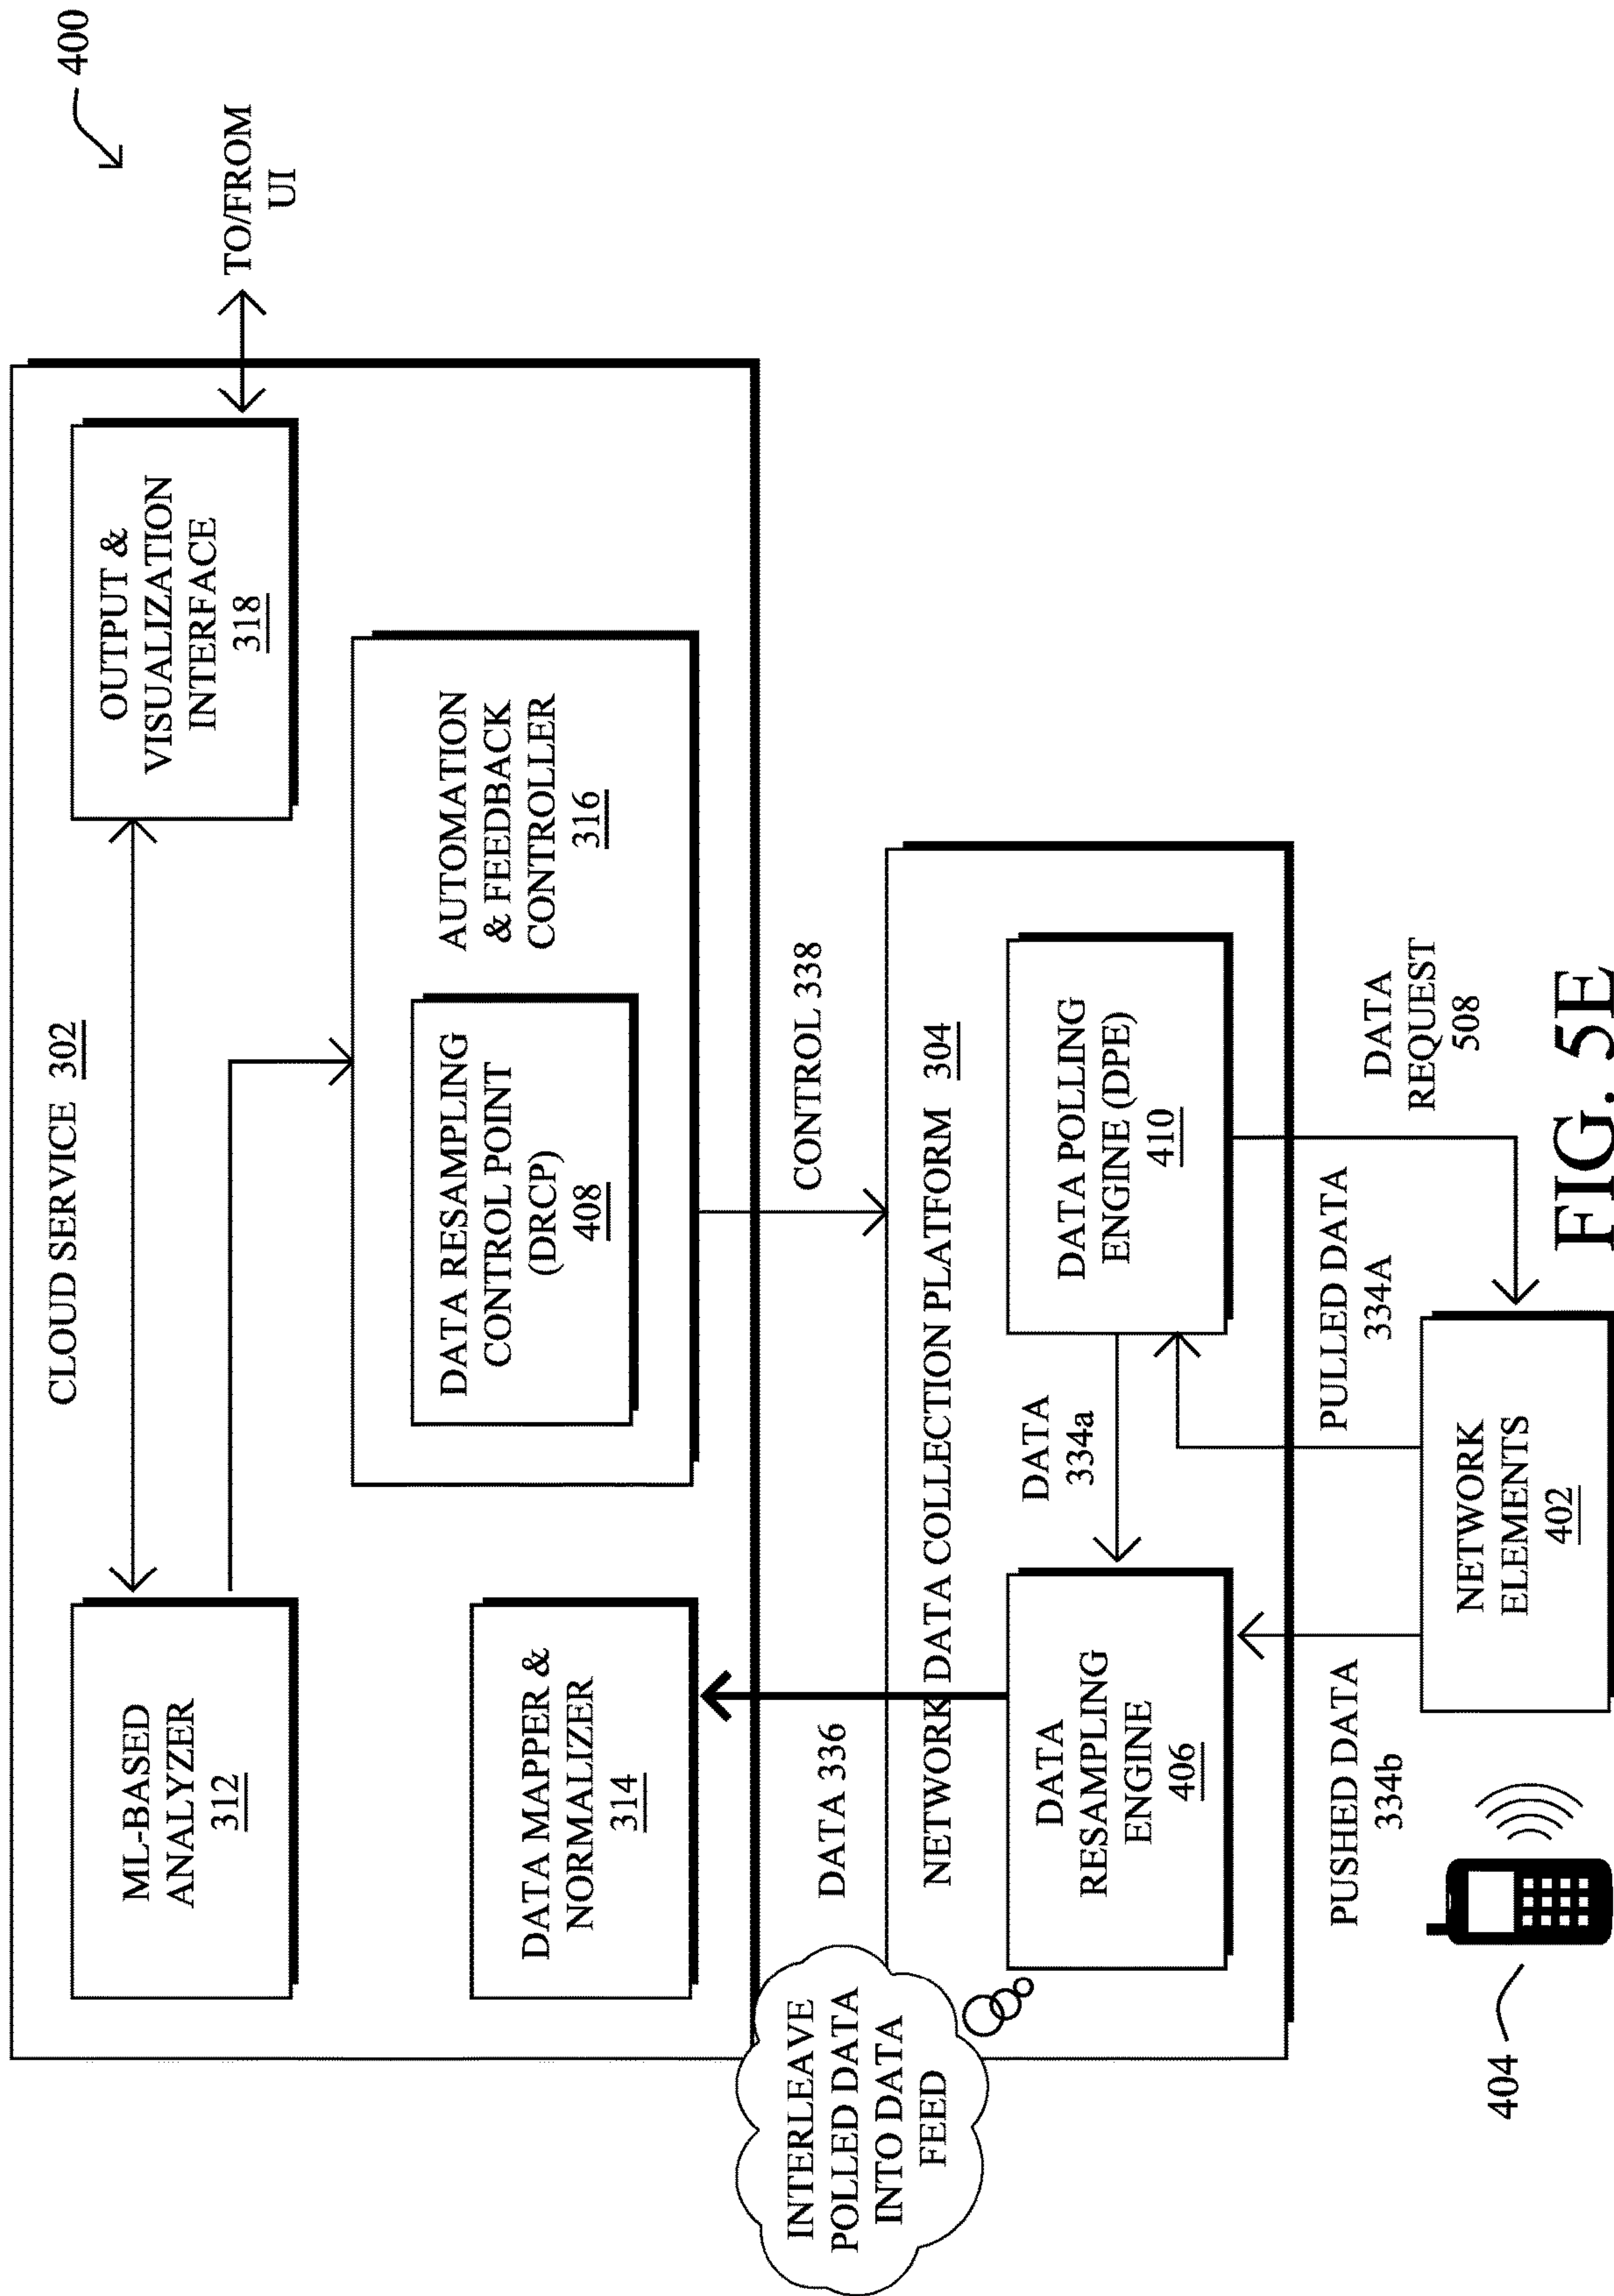 400
CLOUD SERVICE 302
ML-BASED
ANALYZER
312
OUTPUT &
VISUALIZATION
INTERFACE
318
TO/FROM
UI
DATA MAPPER &
NORMALIZER
314
DATA RESAMPLING
CONTROL POINT
(DRCP)
408
AUTOMATION
& FEEDBACK
CONTROLLER
316
INTERLEAVE
POLLED DATA
INTO DATA
FEED
DATA 336
CONTROL 338
NETWORK DATA COLLECTION PLATFORM 304
DATA
RESAMPLING
ENGINE
406
DATA
334a
DATA POLLING
ENGINE (DPE)
410
PUSHED DATA
334b
PULLED DATA
334A
DATA
REQUEST
508
404
NETWORK
ELEMENTS
402
FIG. 5E